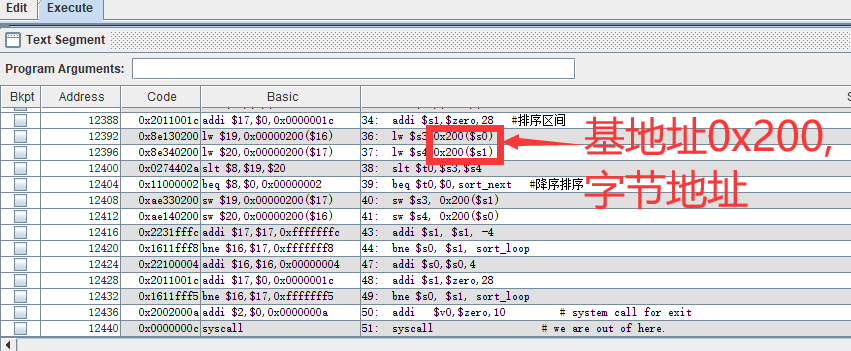 Edit Execute
Text Segment
Program Arguments:
Bkpt Address Code Basic S
12388 0x2011001c addi $17,$0,0x0000001c 34: addi $s1,$zero,28 #排序区间
12392 0x8e130200 lw $19,0x00000200($16) 36: lw $s3 0x200($s0)
12396 0x8e340200 lw $20,0x00000200($17) 37: lw $s4 0x200($s1)
12400 0x0274402a slt $8,$19,$20 38: slt $t0,$s3,$s4
12404 0x11000002 beq $8,$0,0x00000002 39: beq $t0,$0,sort_next #降序排序
12408 0xae330200 sw $19,0x00000200($17) 40: sw $s3, 0x200($s1)
12412 0xae140200 sw $20,0x00000200($16) 41: sw $s4, 0x200($s0)
12416 0x2231fffc addi $17,$17,0xfffffffc 43: addi $s1, $s1, -4
12420 0x1611fff8 bne $16,$17,0xfffffff8 44: bne $s0, $s1, sort_loop
12424 0x22100004 addi $16,$16,0x00000004 47: addi $s0,$s0,4
12428 0x2011001c addi $17,$0,0x0000001c 48: addi $s1,$zero,28
12432 0x1611fff5 bne $16,$17,0xfffffff5 49: bne $s0, $s1, sort_loop
12436 0x2002000a addi $2,$0,0x0000000a 50: addi $v0,$zero,10 # system call for exit
12440 0x0000000c syscall 51: syscall # we are out of here.
基地址0x200,
字节地址